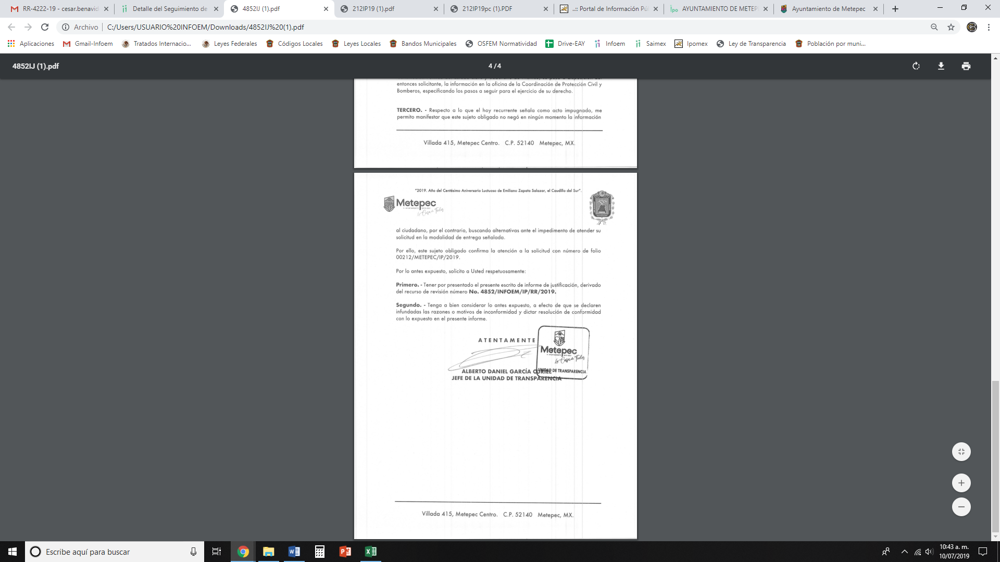 RR-4222-19 - cesar.benavid
Detalle del Seguimiento de
4852IJ (1).pdf
212IP19 (1).pdf
212IP19pc (1).PDF
..:: Portal de Información Pú
AYUNTAMIENTO DE METEP
Ayuntamiento de Metepec
Archivo
C:/Users/USUARIO%20INFOEM/Downloads/4852IJ%20(1).pdf
Aplicaciones
Gmail-Infoem
Tratados Internacio...
Leyes Federales
Códigos Locales
Leyes Locales
Bandos Municipales
OSFEM Normatividad
Drive-EAY
Infoem
Saimex
Ipomex
Ley de Transparencia
Población por muni...
4852IJ (1).pdf
4 / 4
entonces solicitante, la información en la oficina de la Coordinación de Protección Civil y
Bomberos, especificando los pasos a seguir para el ejercicio de su derecho.
TERCERO. - Respecto a lo que el hoy recurrente señala como acto impugnado, me
permito manifestar que este sujeto obligado no negó en ningún momento la información
Villada 415, Metepec Centro. C.P. 52140 Metepec, MX.
"2019. Año del Centésimo Aniversario Luctuoso de Emiliano Zapata Salazar, el Caudillo del Sur".
Metepec
La Casa de Todos
al ciudadano, por el contrario, buscando alternativas ante el impedimento de atender su
solicitud en la modalidad de entrega señalada.
Por ello, este sujeto obligado confirma la atención a la solicitud con número de folio
00212/METEPEC/IP/2019.
Por lo antes expuesto, solicito a Usted respetuosamente:
Primero. - Tener por presentado el presente escrito de informe de justificación, derivado
del recurso de revisión número No. 4852/INFOEM/IP/RR/2019.
Segundo. - Tenga a bien considerar lo antes expuesto, a efecto de que se declaren
infundadas las razones o motivos de inconformidad y dictar resolución de conformidad
con lo expuesto en el presente informe.
ATENTAMENTE
Metepec
La Casa de Todos
UNIDAD DE TRANSPARENCIA
ALBERTO DANIEL GARCÍA CURIEL
JEFE DE LA UNIDAD DE TRANSPARENCIA
Villada 415, Metepec Centro. C.P. 52140 Metepec, MX.
Escribe aquí para buscar
10:43 a. m.
10/07/2019